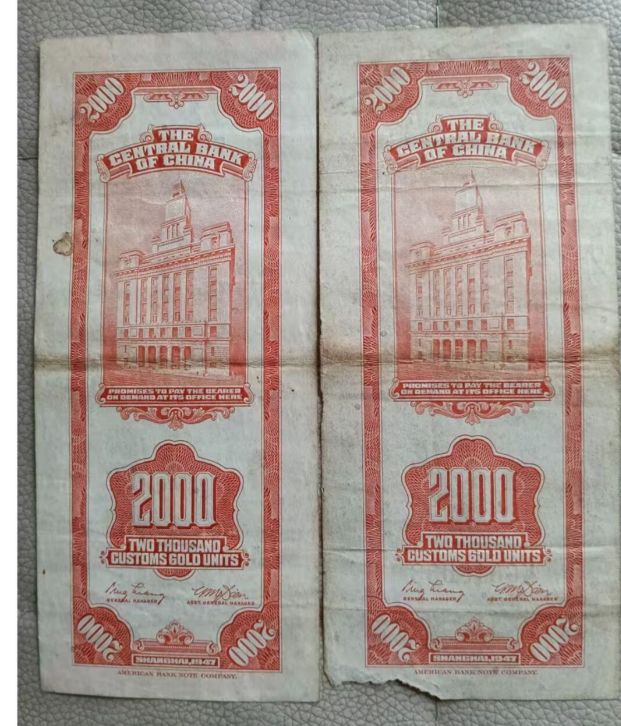 2000 2000
THE
CENTRAL BANK
OF CHINA
PROMISES TO PAY THE BEARER
ON DEMAND AT ITS OFFICE HERE
2000
TWO THOUSAND
CUSTOMS GOLD UNITS
GENERAL MANAGER ASST. GENERAL MANAGER
2000 2000
SHANGHAI, 1947
AMERICAN BANK NOTE COMPANY.
2000 2000
THE
CENTRAL BANK
OF CHINA
PROMISES TO PAY THE BEARER
ON DEMAND AT ITS OFFICE HERE
2000
TWO THOUSAND
CUSTOMS GOLD UNITS
GENERAL MANAGER ASST. GENERAL MANAGER
2000 2000
SHANGHAI, 1947
AMERICAN BANK NOTE COMPANY.